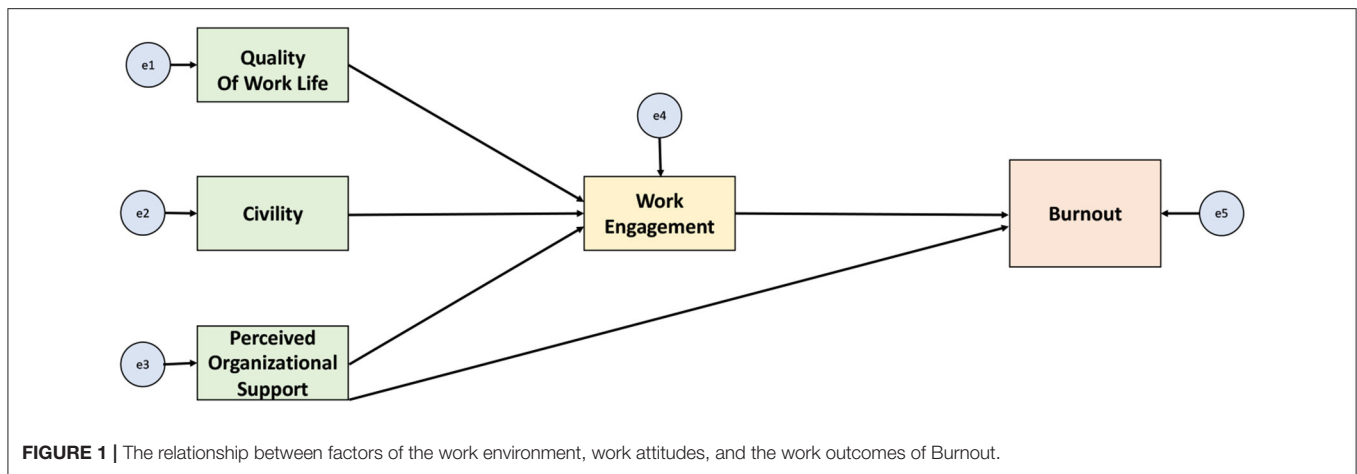 e1
Quality
Of Work Life
e4
e2
Civility
Work
Engagement
Burnout
e5
e3
Perceived
Organizational
Support
FIGURE 1 | The relationship between factors of the work environment, work attitudes, and the work outcomes of Burnout.